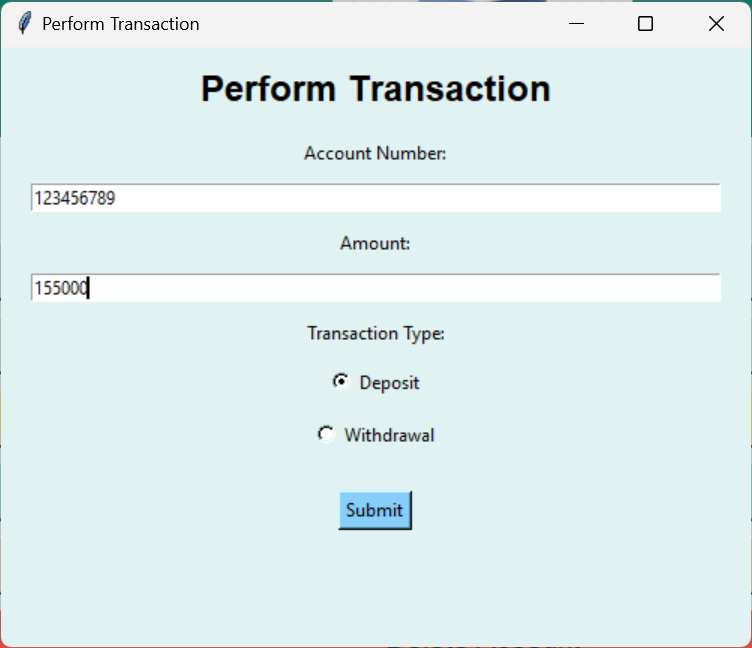 Perform Transaction
Perform Transaction
Account Number:
123456789
Amount:
155000
Transaction Type:
Deposit
Withdrawal
Submit